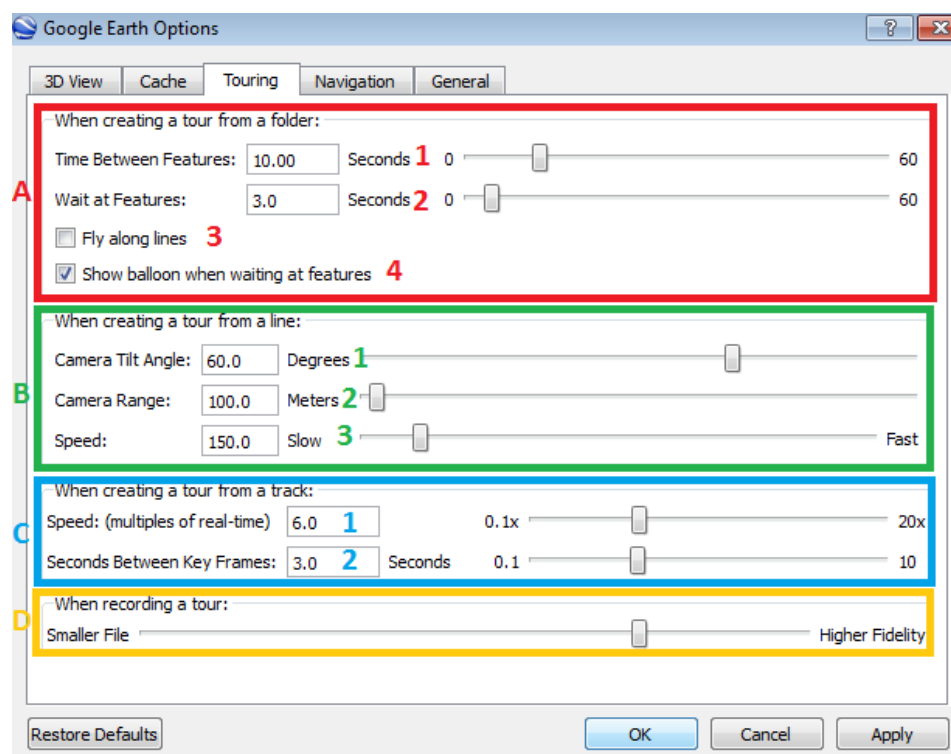 Google Earth Options
?
3D View Cache Touring Navigation General
When creating a tour from a folder:
Time Between Features: 10.00 Seconds 1 0 60
A
Wait at Features: 3.0 Seconds 2 0 60
Fly along lines 3
Show balloon when waiting at features 4
When creating a tour from a line:
Camera Tilt Angle: 60.0 Degrees 1
B
Camera Range: 100.0 Meters 2
Speed: 150.0 Slow 3 Fast
When creating a tour from a track:
Speed: (multiples of real-time) 6.0 1 0.1x 20x
C
Seconds Between Key Frames: 3.0 2 Seconds 0.1 10
When recording a tour:
D
Smaller File Higher Fidelity
Restore Defaults OK Cancel Apply